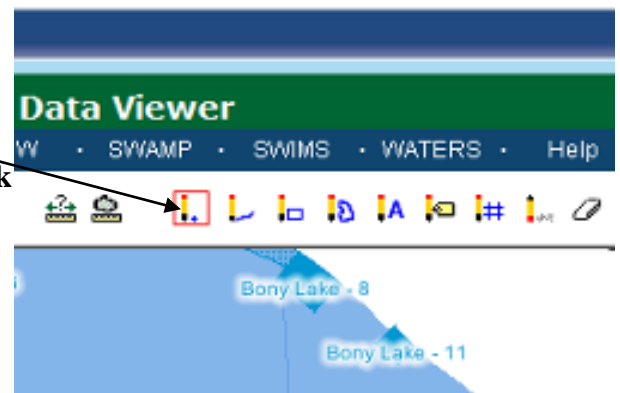 Data Viewer
W · SWAMP · SWIMS · WATERS · Help
k
A
Bony Lake - 8
Bony Lake - 11